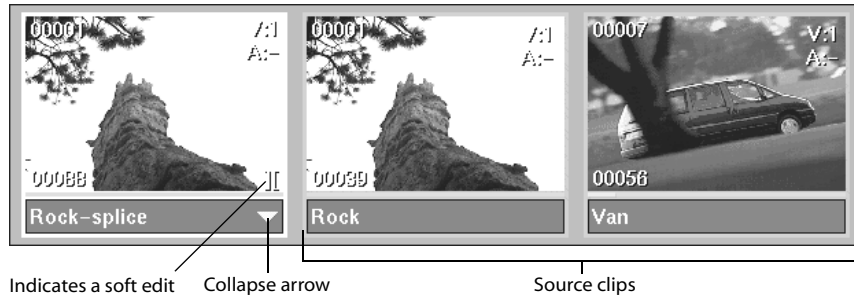 00001 V:1 A:-
00001 V:1 A:-
00007 V:1 A:-
00088 ][
00039
00056
Rock-splice
Rock
Van
Indicates a soft edit
Collapse arrow
Source clips